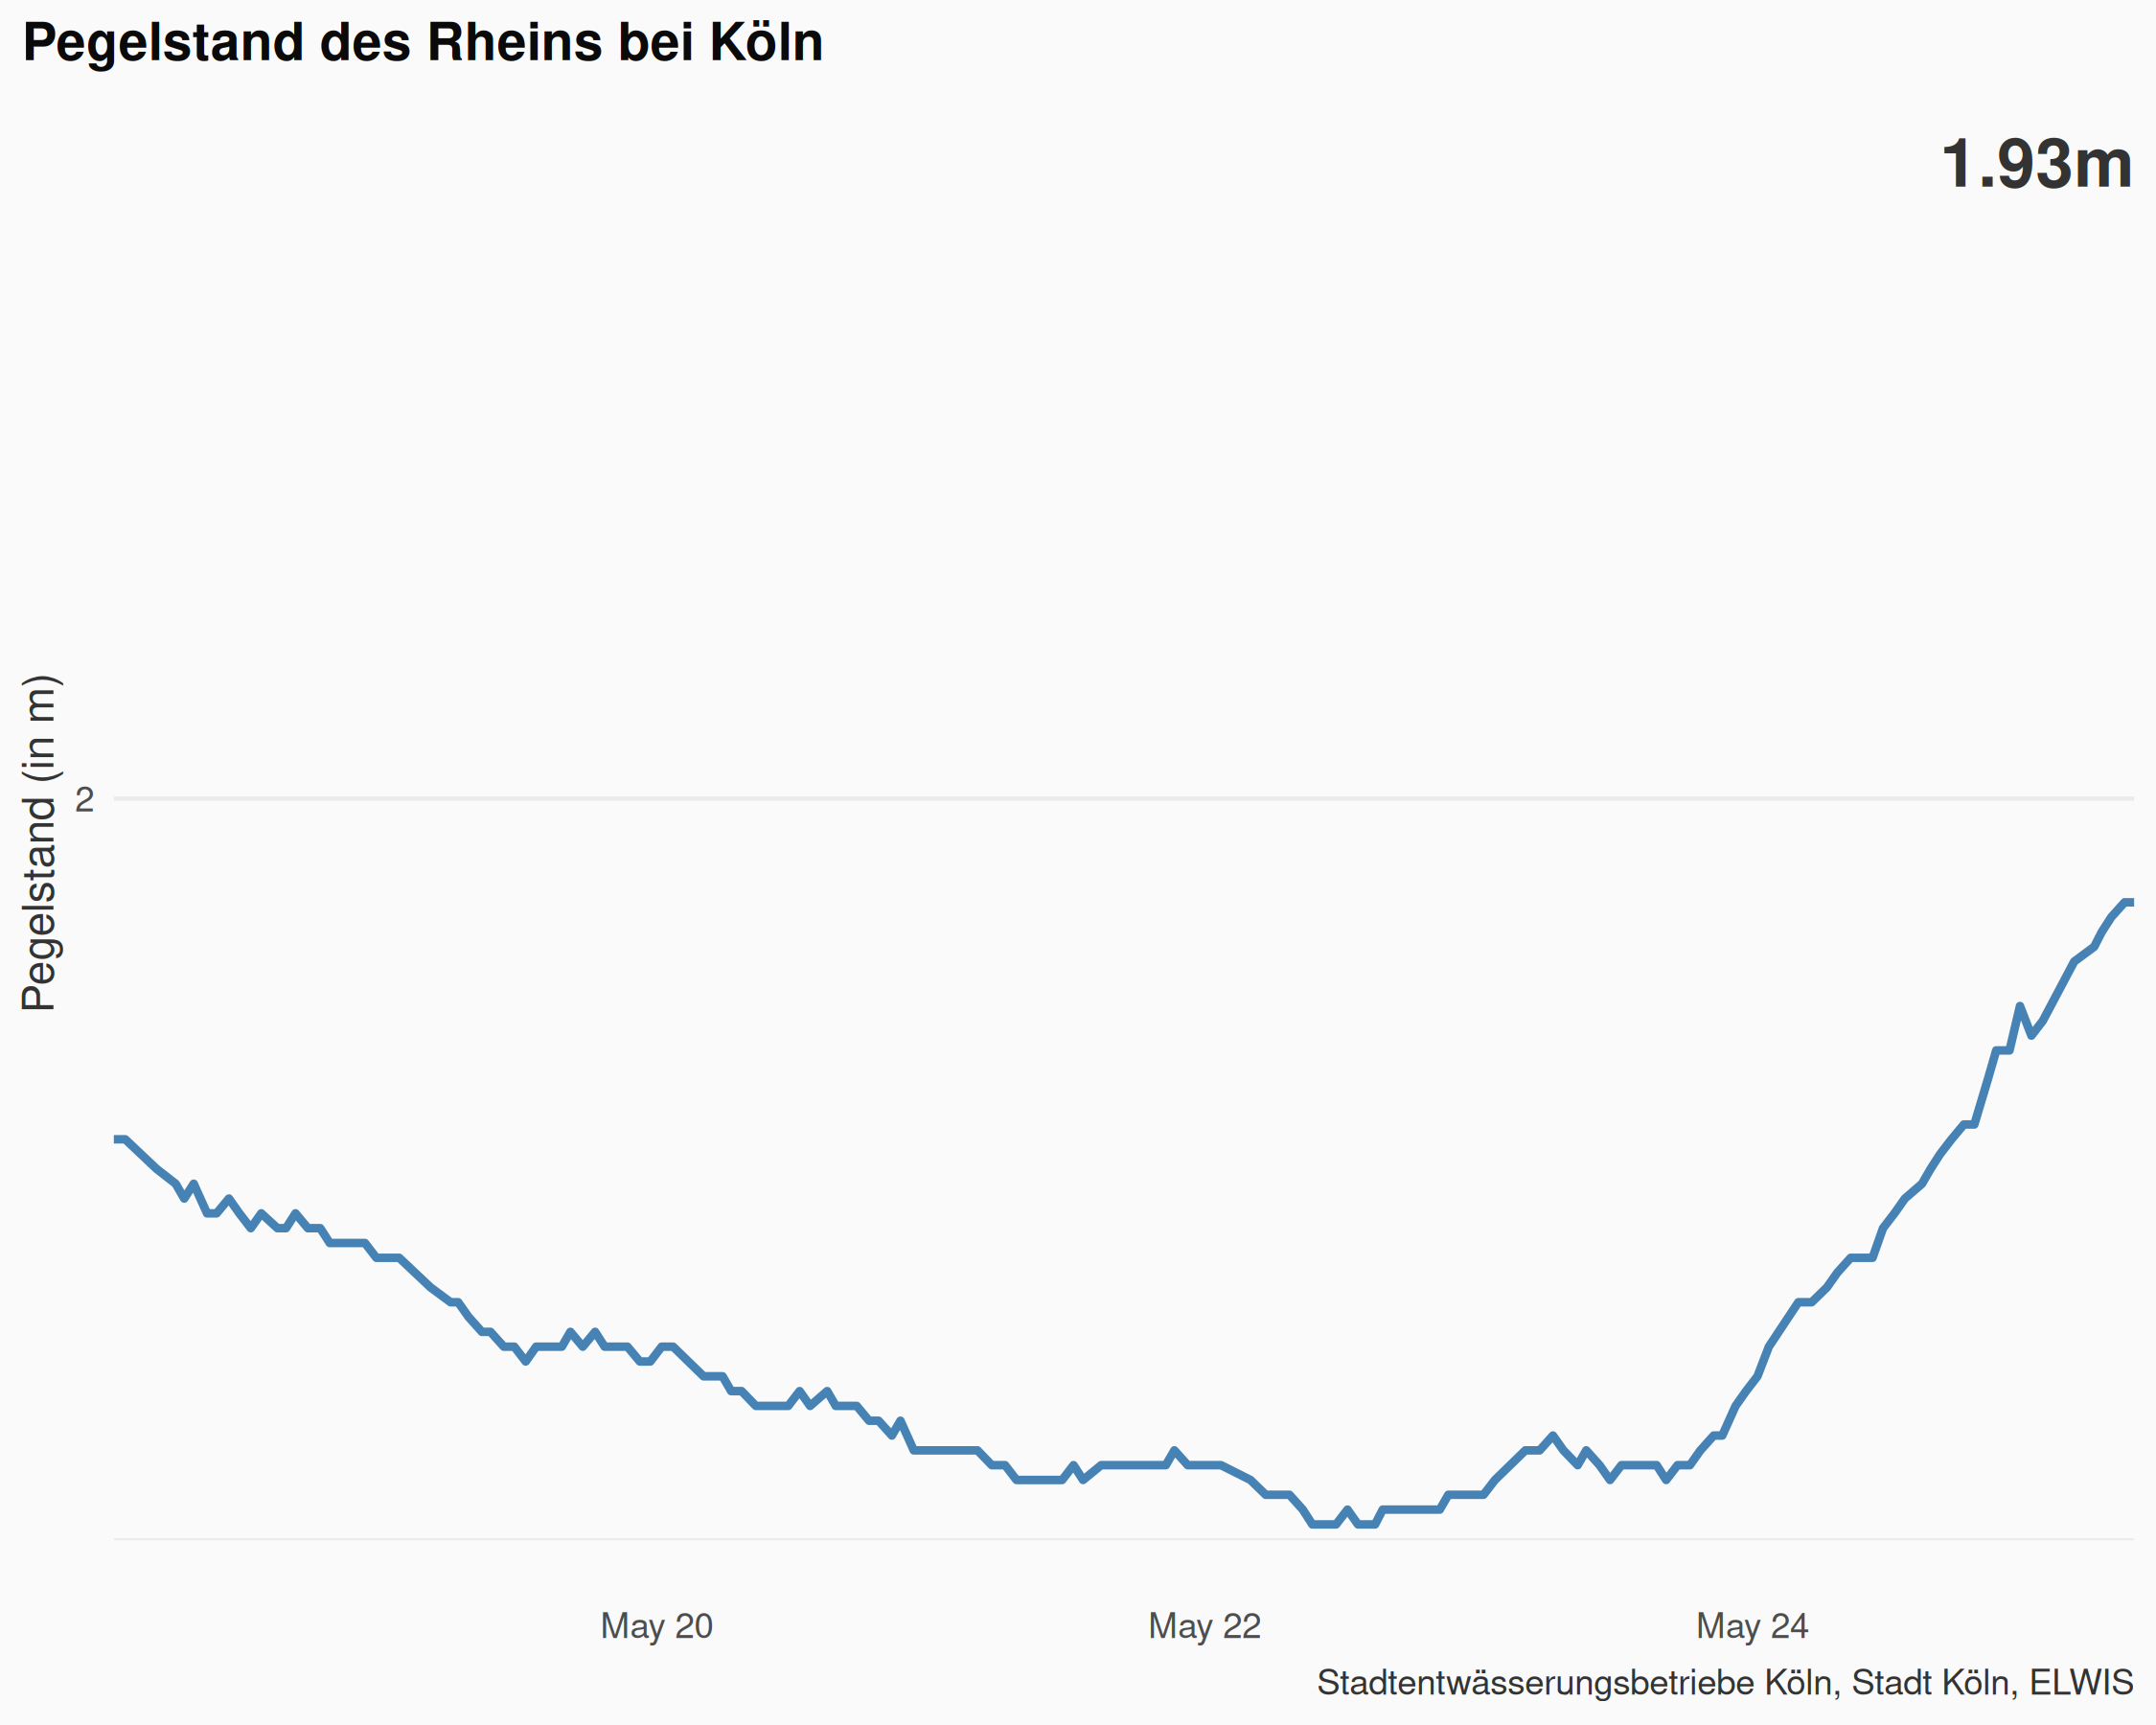 Pegelstand des Rheins bei Köln
1.93m
Pegelstand (in m)
2
May 20
May 22
May 24
Stadtentwässerungsbetriebe Köln, Stadt Köln, ELWIS